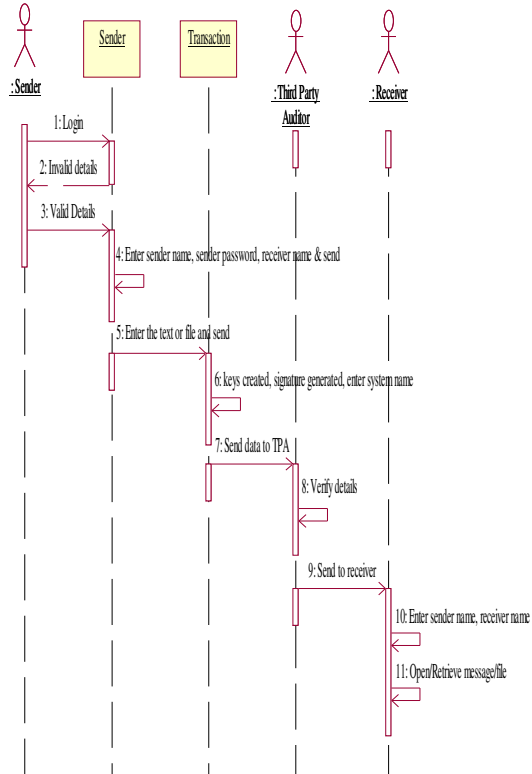 Sender
Transaction
: Sender
: Third Party
Auditor
: Receiver
1: Login
2: Invalid details
3: Valid Details
4: Enter sender name, sender password, receiver name & send
5: Enter the text or file and send
6: keys created, signature generated, enter system name
7: Send data to TPA
8: Verify details
9: Send to receiver
10: Enter sender name, receiver name
11: Open/Retrieve message/file